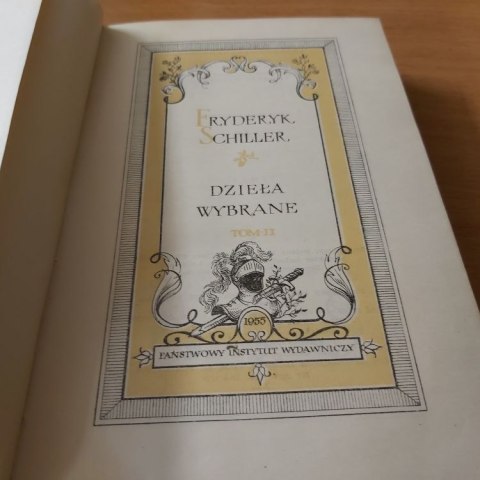 FRYDERYK
SCHILLER
DZIEŁA
WYBRANE
TOM II
1955
PAŃSTWOWY INSTYTUT WYDAWNICZY